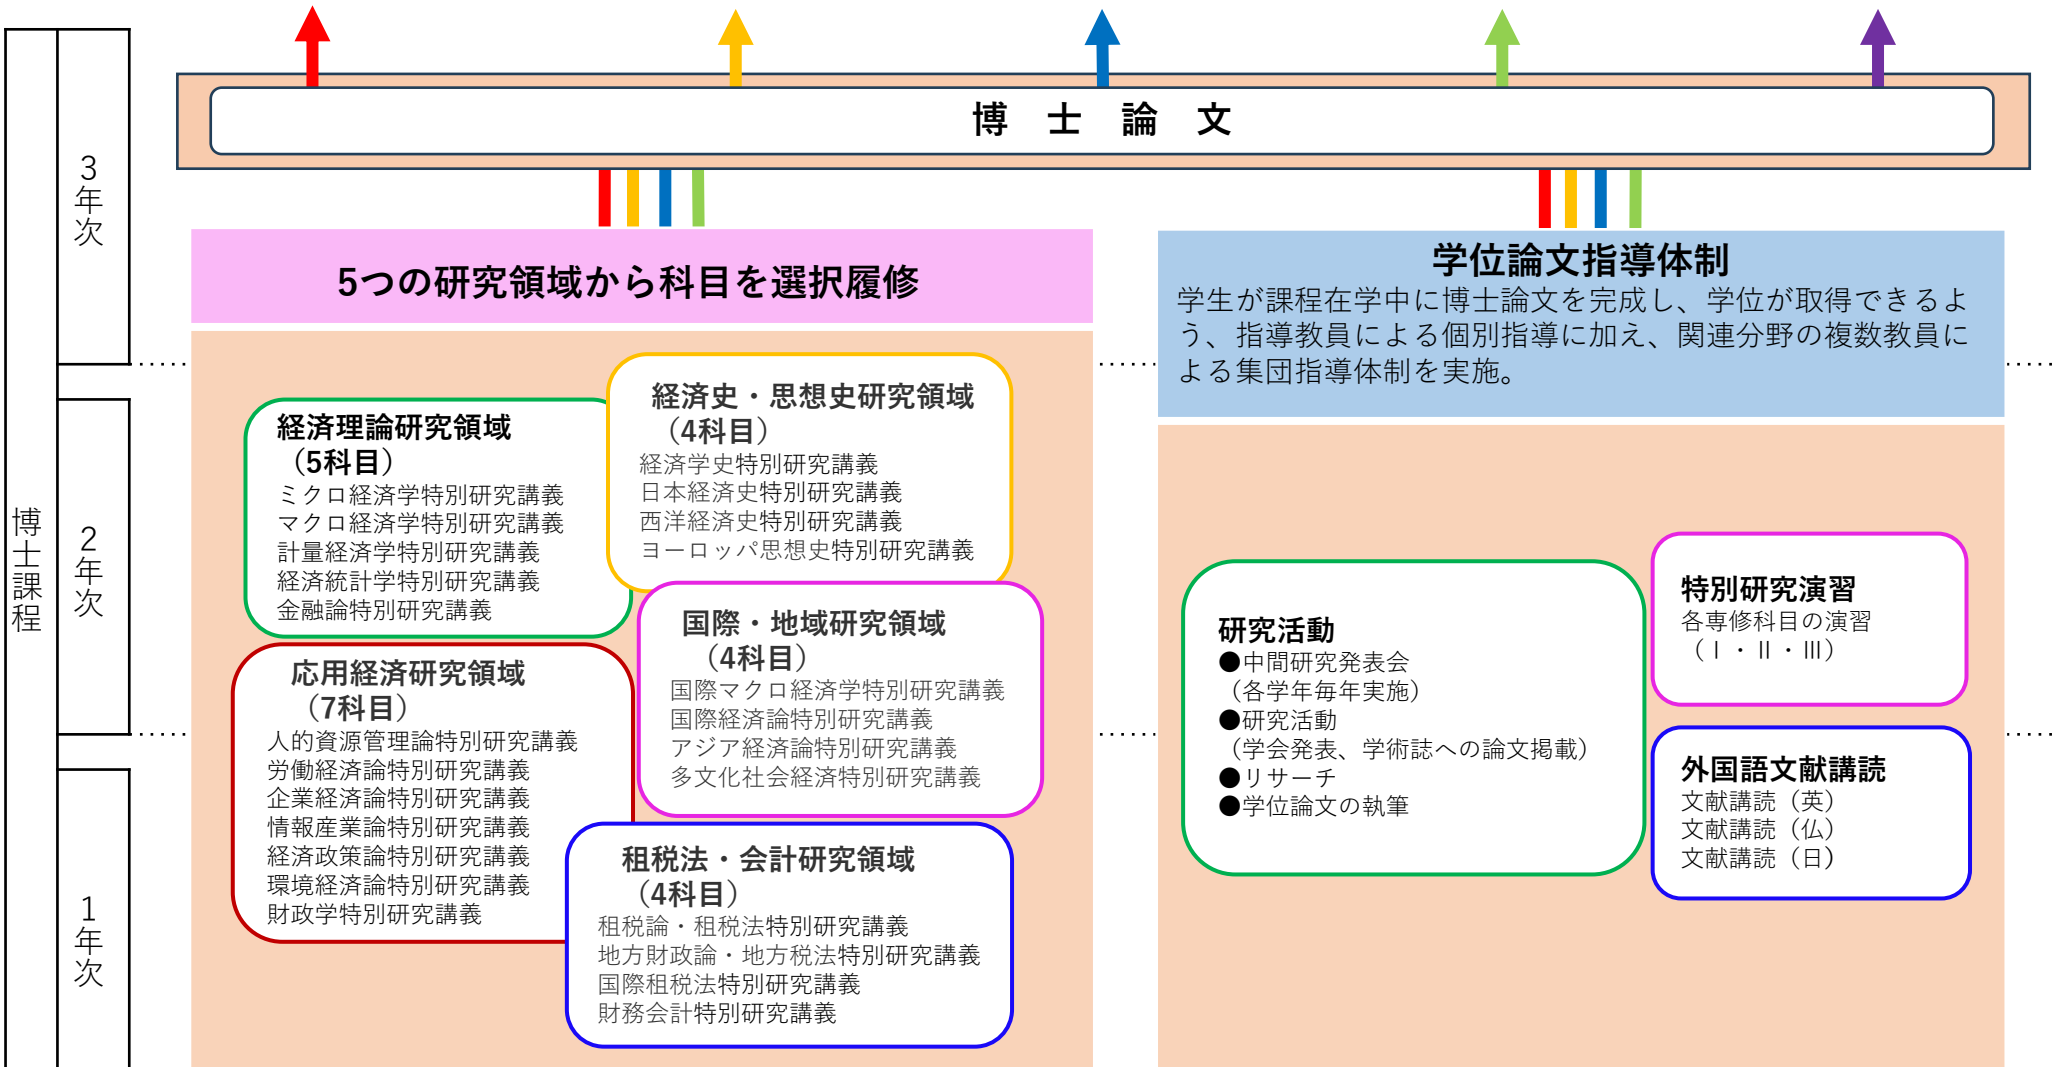 博士課程
3年次
2年次
1年次
博 士 論 文
5つの研究領域から科目を選択履修
経済理論研究領域
（5科目）
ミクロ経済学特別研究講義
マクロ経済学特別研究講義
計量経済学特別研究講義
経済統計学特別研究講義
金融論特別研究講義
経済史・思想史研究領域
（4科目）
経済学史特別研究講義
日本経済史特別研究講義
西洋経済史特別研究講義
ヨーロッパ思想史特別研究講義
国際・地域研究領域
（4科目）
国際マクロ経済学特別研究講義
国際経済論特別研究講義
アジア経済論特別研究講義
多文化社会経済特別研究講義
応用経済研究領域
（7科目）
人的資源管理論特別研究講義
労働経済論特別研究講義
企業経済論特別研究講義
情報産業論特別研究講義
経済政策論特別研究講義
環境経済論特別研究講義
財政学特別研究講義
租税法・会計研究領域
（4科目）
租税論・租税法特別研究講義
地方財政論・地方税法特別研究講義
国際租税法特別研究講義
財務会計特別研究講義
学位論文指導体制
学生が課程在学中に博士論文を完成し、学位が取得できるよ
う、指導教員による個別指導に加え、関連分野の複数教員に
よる集団指導体制を実施。
研究活動
●中間研究発表会
（各学年毎年実施）
●研究活動
（学会発表、学術誌への論文掲載）
●リサーチ
●学位論文の執筆
特別研究演習
各専修科目の演習
（Ⅰ・Ⅱ・Ⅲ）
外国語文献講読
文献講読（英）
文献講読（仏）
文献講読（日）